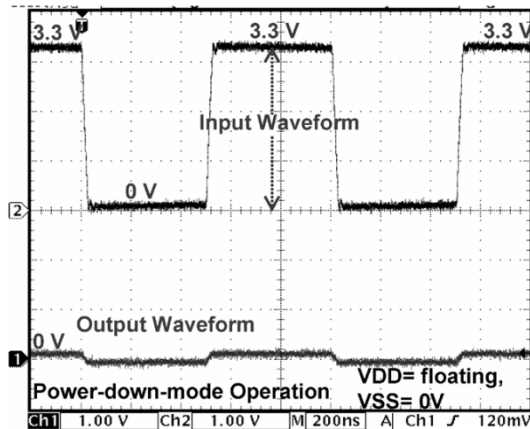 3.3 V 3.3 V 3.3 V
Input Waveform
0 V
2
0 V
Output Waveform
1
Power-down-mode Operation
VDD= floating,
VSS= 0V
Ch1 1.00 V Ch2 1.00 V M 200ns A Ch1 120mV